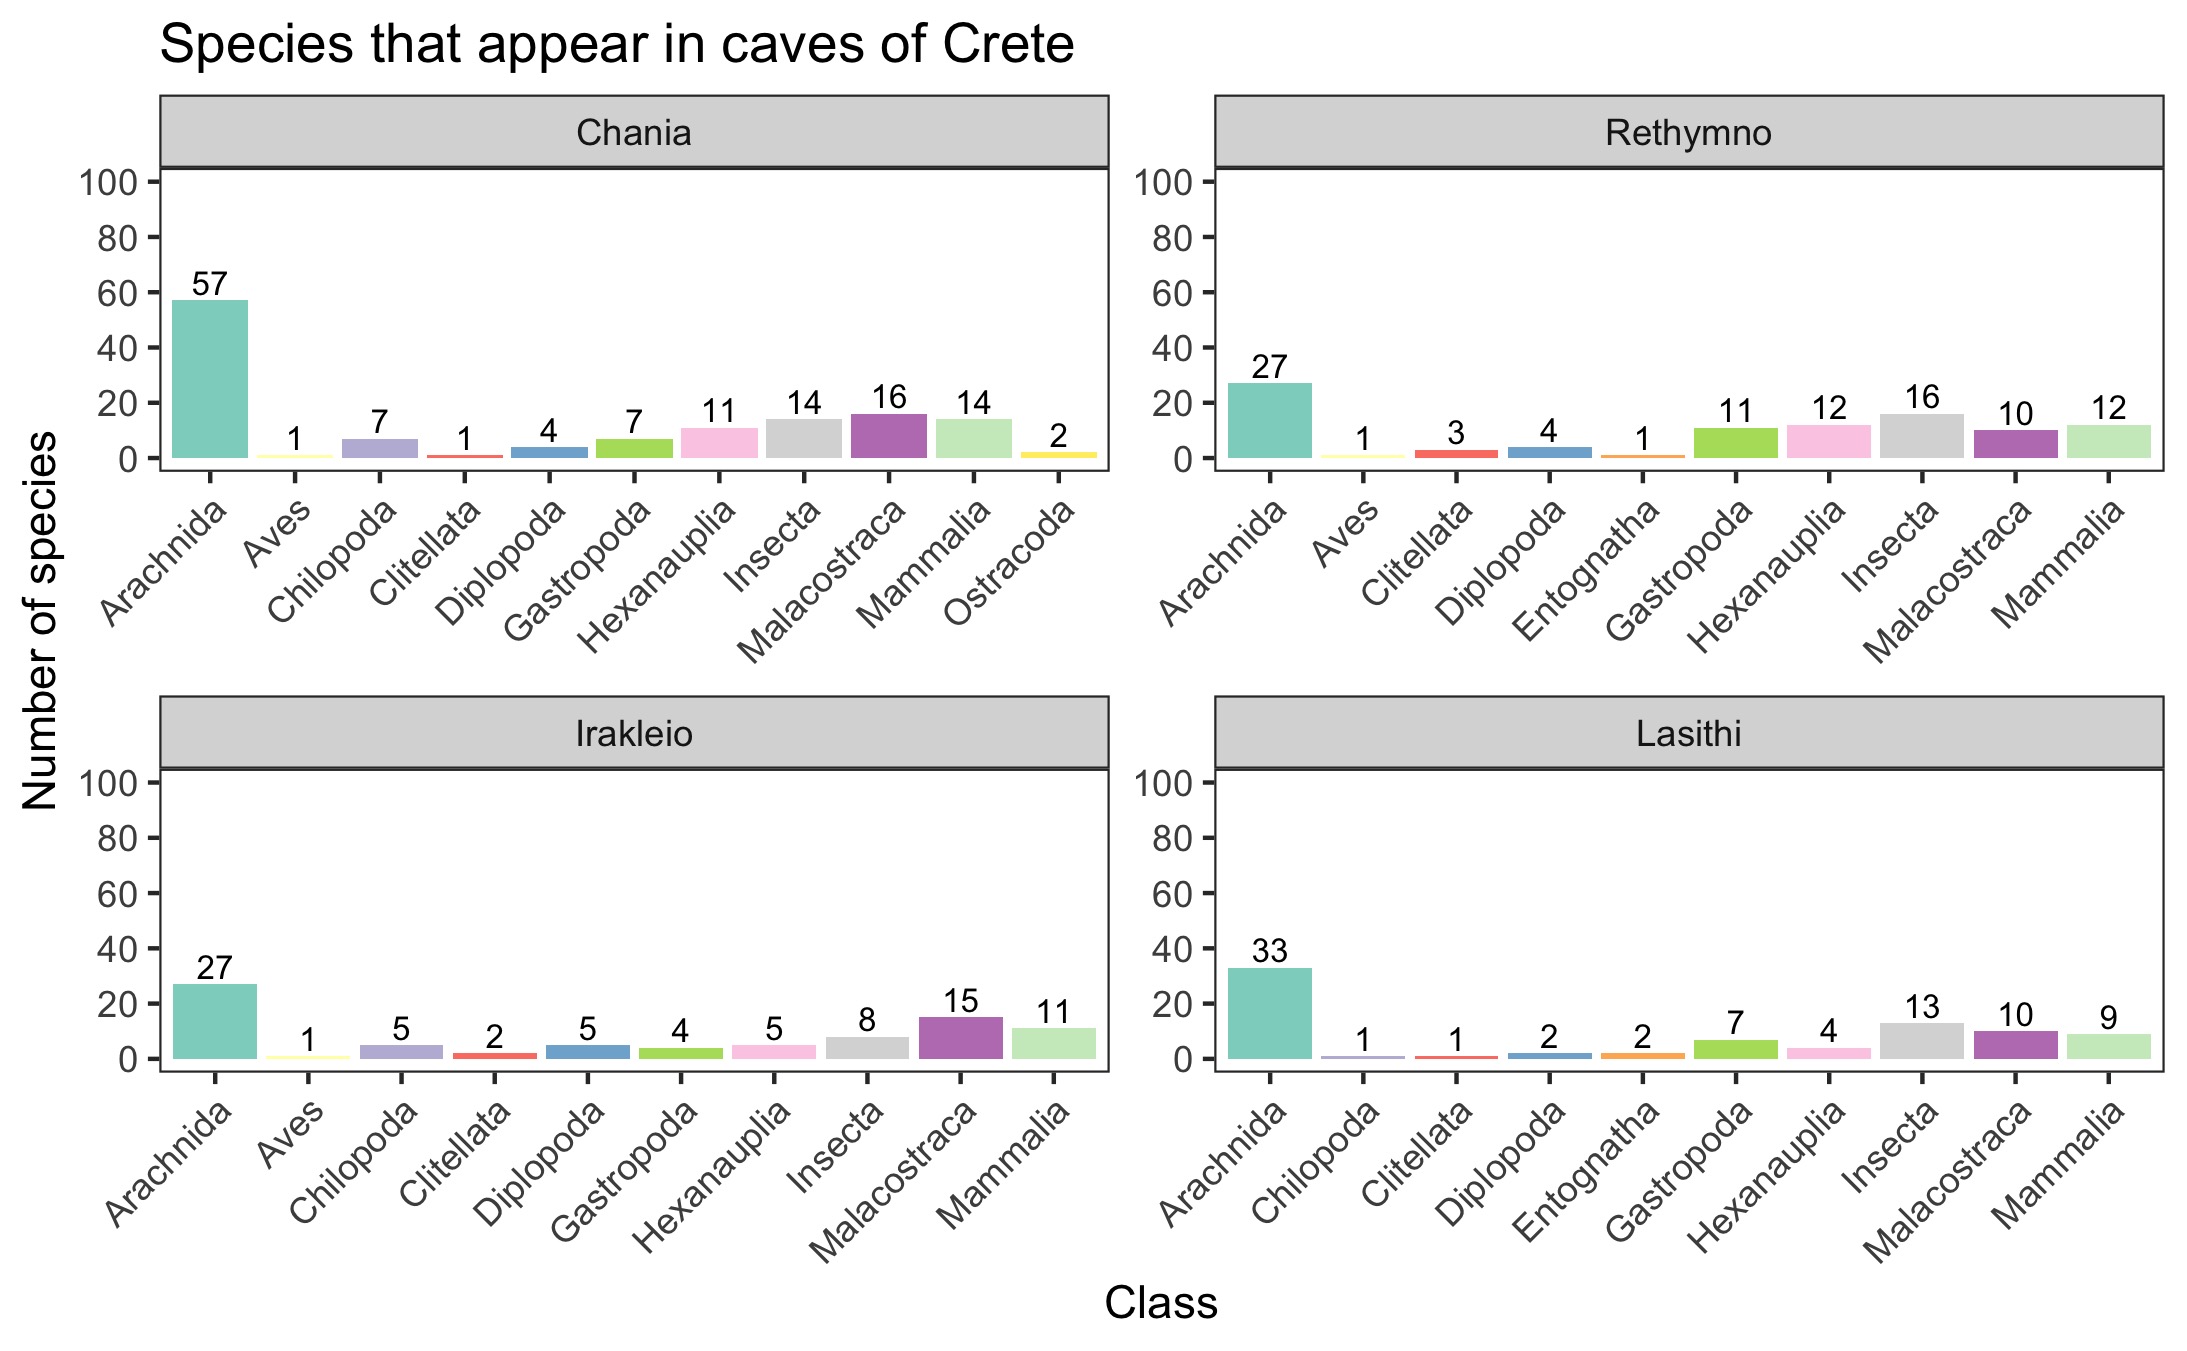 Species that appear in caves of Crete
Number of species
Chania
100
80
60
40
20
0
57
1
7
1
4
7
11
14
16
14
2
Arachnida
Aves
Chilopoda
Clitellata
Diplopoda
Gastropoda
Hexanauplia
Insecta
Malacostraca
Mammalia
Ostracoda
Rethymno
100
80
60
40
20
0
27
1
3
4
1
11
12
16
10
12
Arachnida
Aves
Clitellata
Diplopoda
Entognatha
Gastropoda
Hexanauplia
Insecta
Malacostraca
Mammalia
Irakleio
100
80
60
40
20
0
27
1
5
2
5
4
5
8
15
11
Arachnida
Aves
Chilopoda
Clitellata
Diplopoda
Gastropoda
Hexanauplia
Insecta
Malacostraca
Mammalia
Lasithi
100
80
60
40
20
0
33
1
1
2
2
7
4
13
10
9
Arachnida
Chilopoda
Clitellata
Diplopoda
Entognatha
Gastropoda
Hexanauplia
Insecta
Malacostraca
Mammalia
Class